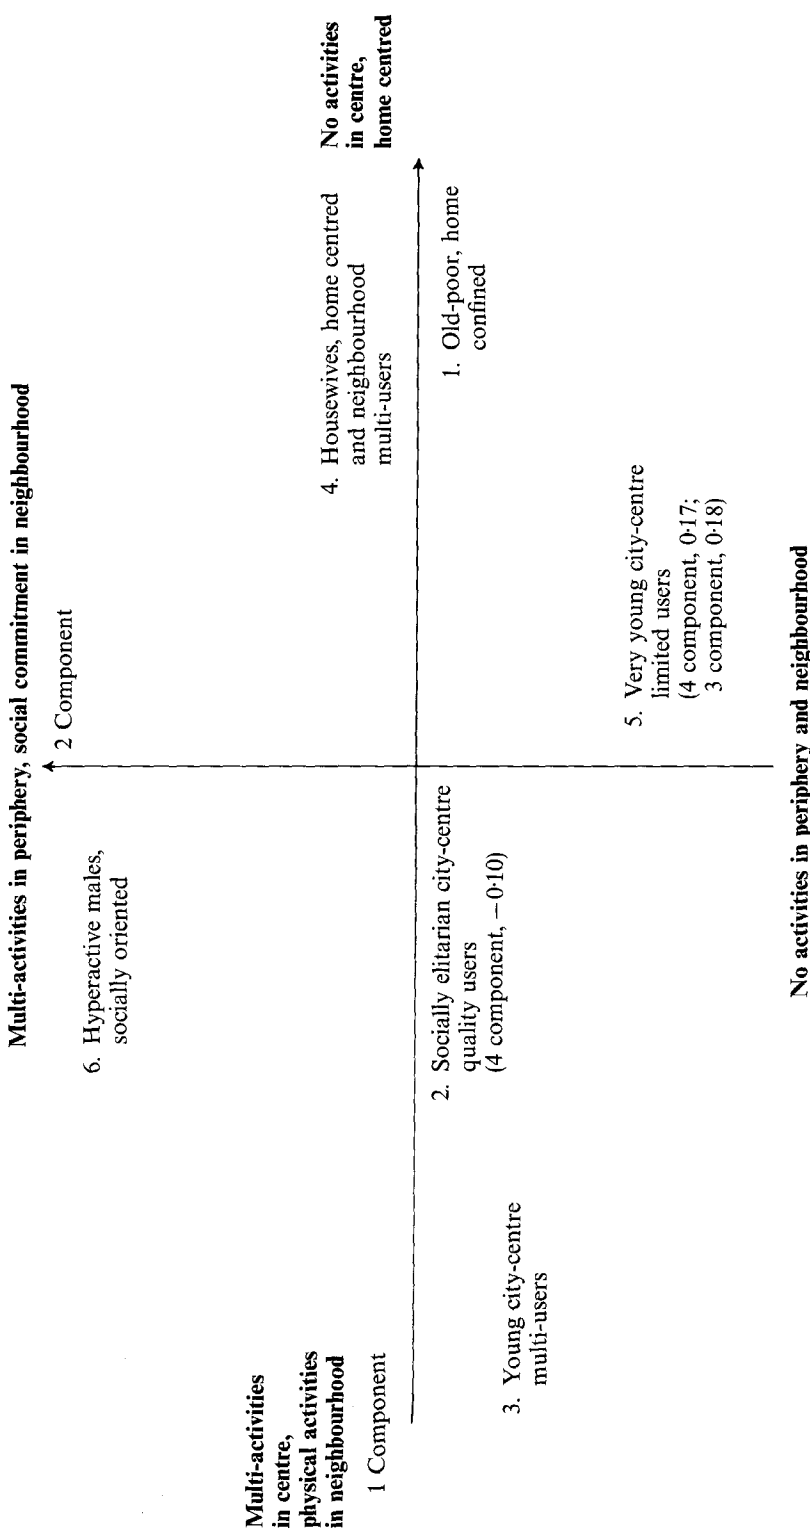 Multi-activities in periphery, social commitment in neighbourhood
2 Component
6. Hyperactive males,
socially oriented
Multi-activities
in centre,
physical activities
in neighbourhood
1 Component
4. Housewives, home centred
and neighbourhood
multi-users
No activities
in centre,
home centred
2. Socially elitarian city-centre
quality users
(4 component, −0·10)
1. Old-poor, home
confined
3. Young city-centre
multi-users
5. Very young city-centre
limited users
(4 component, 0·17;
3 component, 0·18)
No activities in periphery and neighbourhood